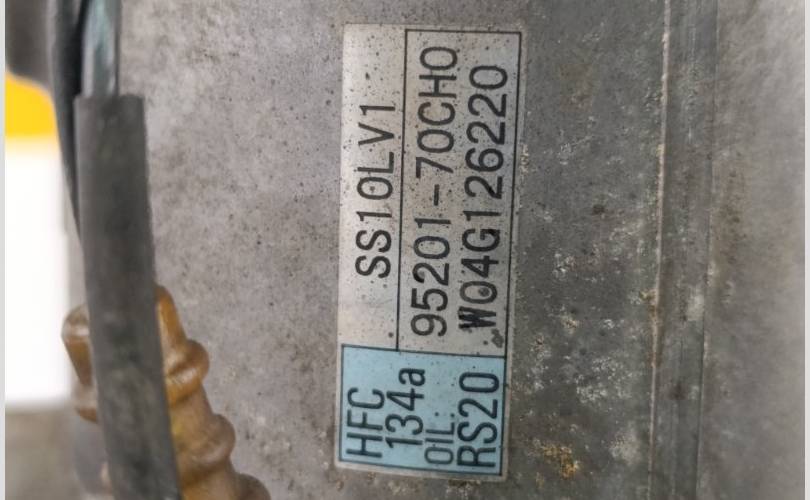 HFC
134a
OIL.
RS20
SS10LV1
95201-70CH0
W04G126220